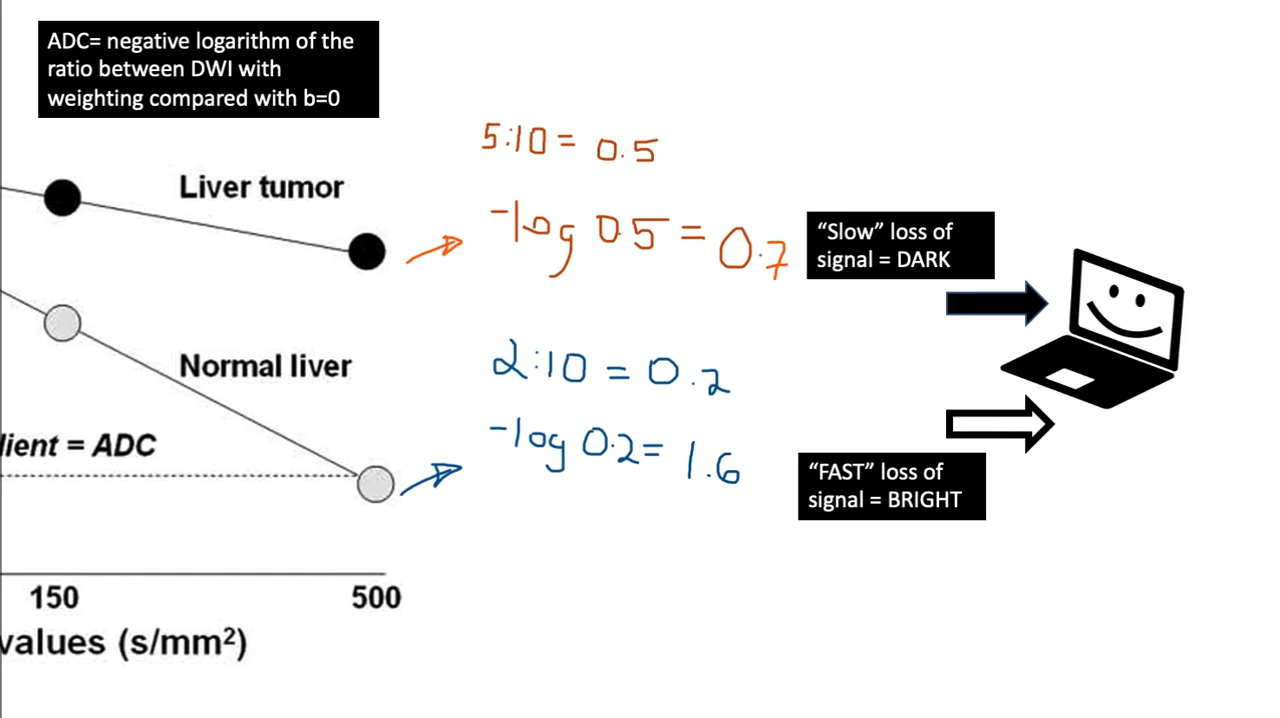 ADC= negative logarithm of the
ratio between DWI with
weighting compared with b=0
5:10 = 0.5
Liver tumor
-log 0.5 = 0.7
"Slow" loss of
signal = DARK
2:10 = 0.2
Normal liver
-log 0.2= 1.6
dient = ADC
"FAST" loss of
signal = BRIGHT
150
500
values (s/mm²)